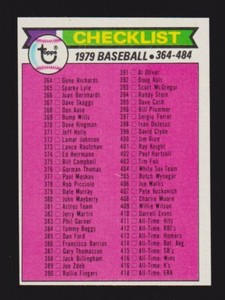 CHECKLIST
topps
1979 BASEBALL • 364-484
364 Gene Richards
365 Sparky Lyle
366 Juan Bernhardt
367 Dave Skaggs
368 Don Aase
369 Bump Wills
370 Dave Kingman
371 Jeff Holly
372 Lamar Johnson
373 Lance Rautzhan
374 Ed Herrmann
375 Bill Campbell
376 Gorman Thomas
377 Paul Moskau
378 Rob Picciolo
379 Dale Murray
380 John Mayberry
381 Astros Team
382 Jerry Martin
383 Phil Garner
384 Tommy Boggs
385 Dan Ford
386 Francisco Barrios
387 Gary Thomasson
388 Jack Billingham
389 Joe Zdeb
390 Rollie Fingers
391 Al Oliver
392 Doug Ault
393 Scott McGregor
394 Randy Stein
395 Dave Cash
396 Bill Plummer
397 Sergio Ferrer
398 Ivan DeJesus
399 David Clyde
400 Jim Rice
401 Ray Knight
402 Paul Hartzell
403 Tim Foli
404 White Sox Team
405 Butch Wynegar
406 Joe Wallis
407 Pete Vuckovich
408 Charlie Moore
409 Willie Wilson
410 Darrell Evans
411 All-Time: Hits
412 All-Time: RBI's
413 All-Time: HR's
414 All-Time: Bat. Avg
415 All-Time: SB's
416 All-Time: Wins
417 All-Time: K's
418 All-Time: ERA